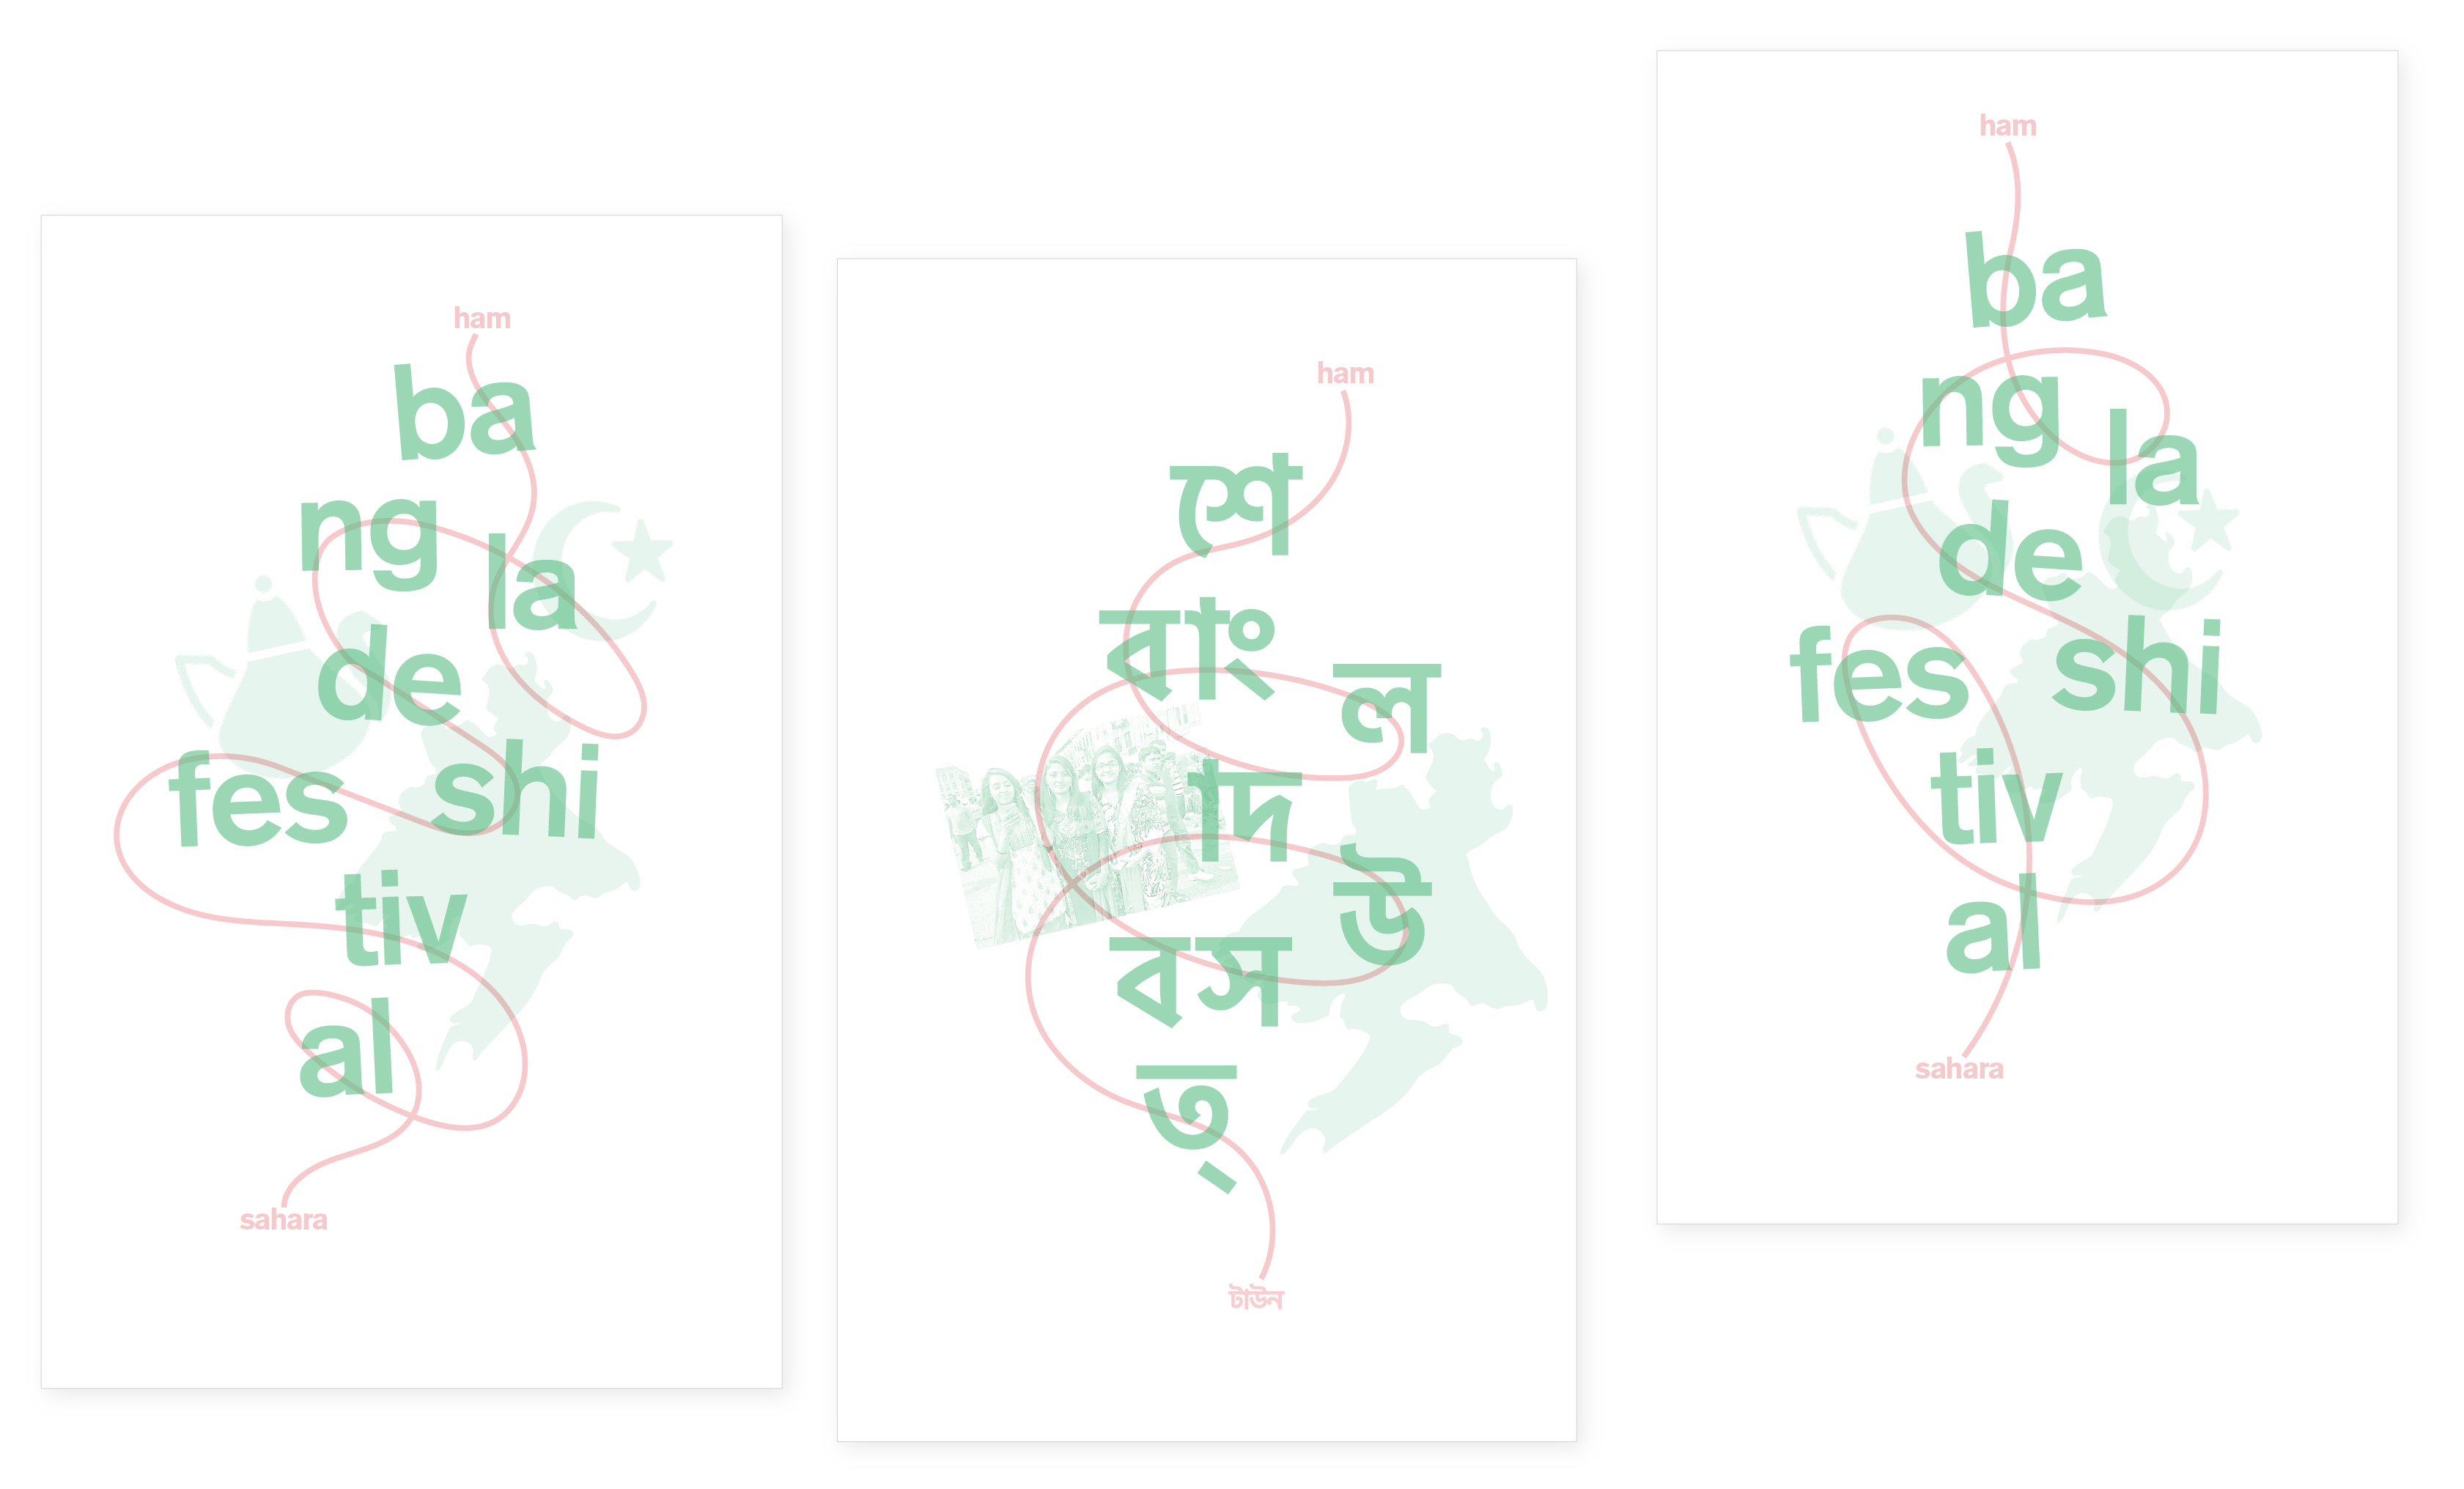 ham
ba
ng
la
de
fes shi
tiv
al
sahara
ham
শো
বাং
ল
াদ
উ
বস
ত্
-
টাউন
ham
ba
ng
la
de
fes shi
tiv
al
sahara